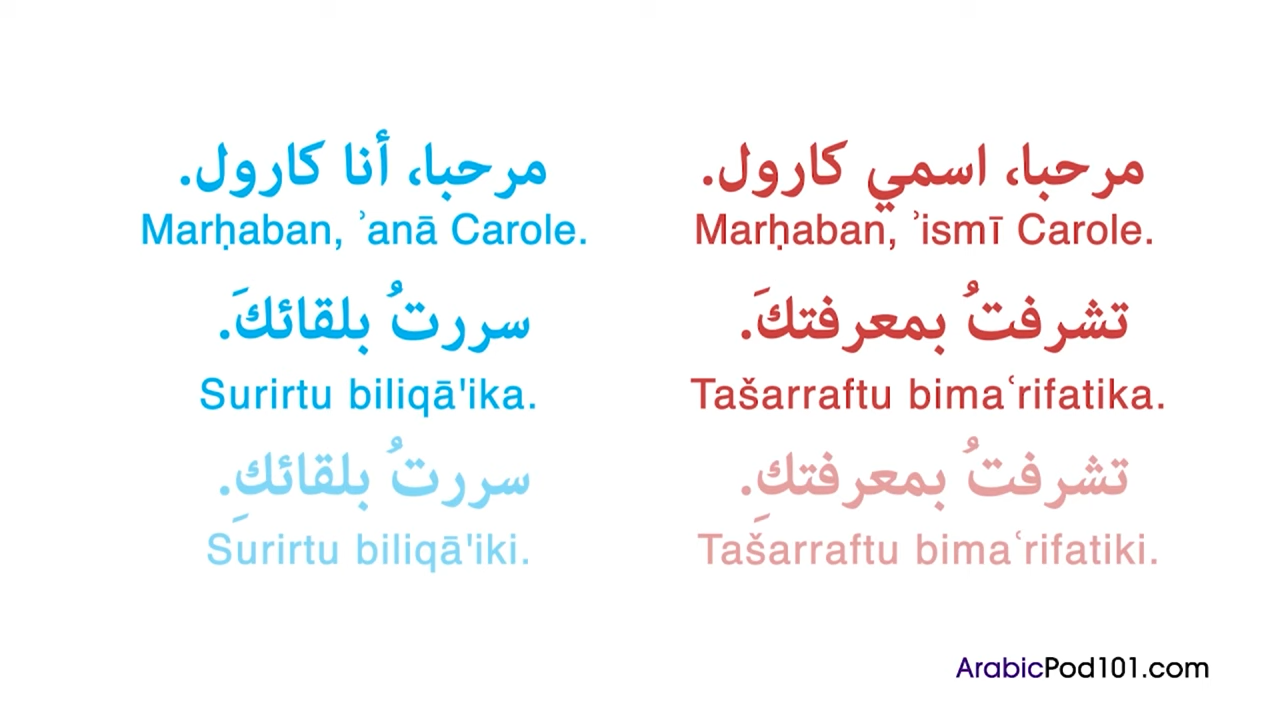 مرحبا، أنا كارول.
Marḥaban, ʾanā Carole.
سررتُ بلقائكَ.
Surirtu biliqā'ika.
سررتُ بلقائكِ.
Surirtu biliqā'iki.
مرحبا، اسمي كارول.
Marḥaban, ʾismī Carole.
تشرفتُ بمعرفتكَ.
Tašarraftu bimaʿrifatika.
تشرفتُ بمعرفتكِ.
Tašarraftu bimaʿrifatiki.
ArabicPod101.com